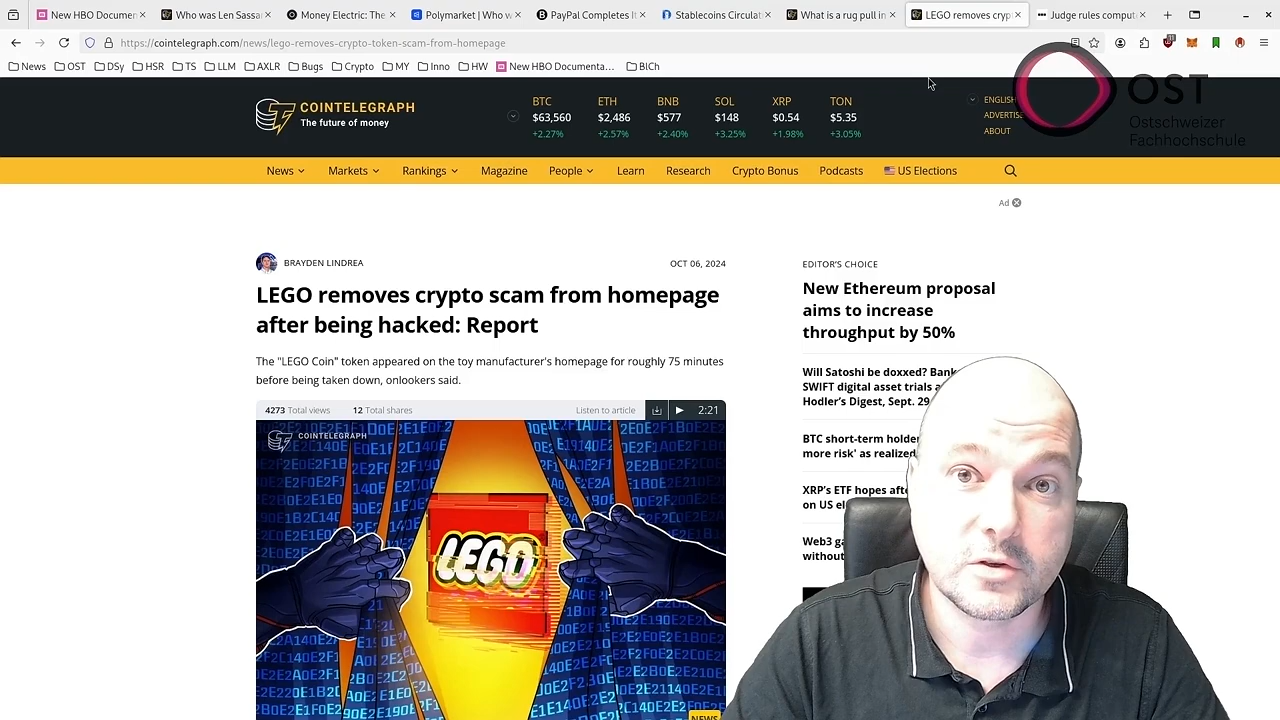 New HBO Documen
Who was Len Sassa
Money Electric: The
Polymarket | Who w
PayPal Completes It
Stablecoins Circulat
What is a rug pull in
LEGO removes cryp
Judge rules comput
https://cointelegraph.com/news/lego-removes-crypto-token-scam-from-homepage
News
OST
DSy
HSR
TS
LLM
AXLR
Bugs
Crypto
MY
Inno
HW
New HBO Documenta…
BlCh
COINTELEGRAPH
The future of money
BTC
ETH
BNB
SOL
XRP
TON
$63,560
$2,486
$577
$148
$0.54
$5.35
+2.27%
+2.57%
+2.40%
+3.25%
+1.98%
+3.05%
ENGLISH
ADVERTIS
ABOUT
OST
Ostschweizer
Fachhochschule
News
Markets
Rankings
Magazine
People
Learn
Research
Crypto Bonus
Podcasts
US Elections
Ad
BRAYDEN LINDREA
OCT 06, 2024
LEGO removes crypto scam from homepage
after being hacked: Report
The "LEGO Coin" token appeared on the toy manufacturer's homepage for roughly 75 minutes
before being taken down, onlookers said.
4273 Total views
12 Total shares
Listen to article
2:21
COINTELEGRAPH
LEGO
NEWS
EDITOR'S CHOICE
New Ethereum proposal
aims to increase
throughput by 50%
Will Satoshi be doxxed? Bank
SWIFT digital asset trials a
Hodler's Digest, Sept. 29
BTC short-term holder
more risk' as realized
XRP's ETF hopes afte
on US el
Web3 ga
without